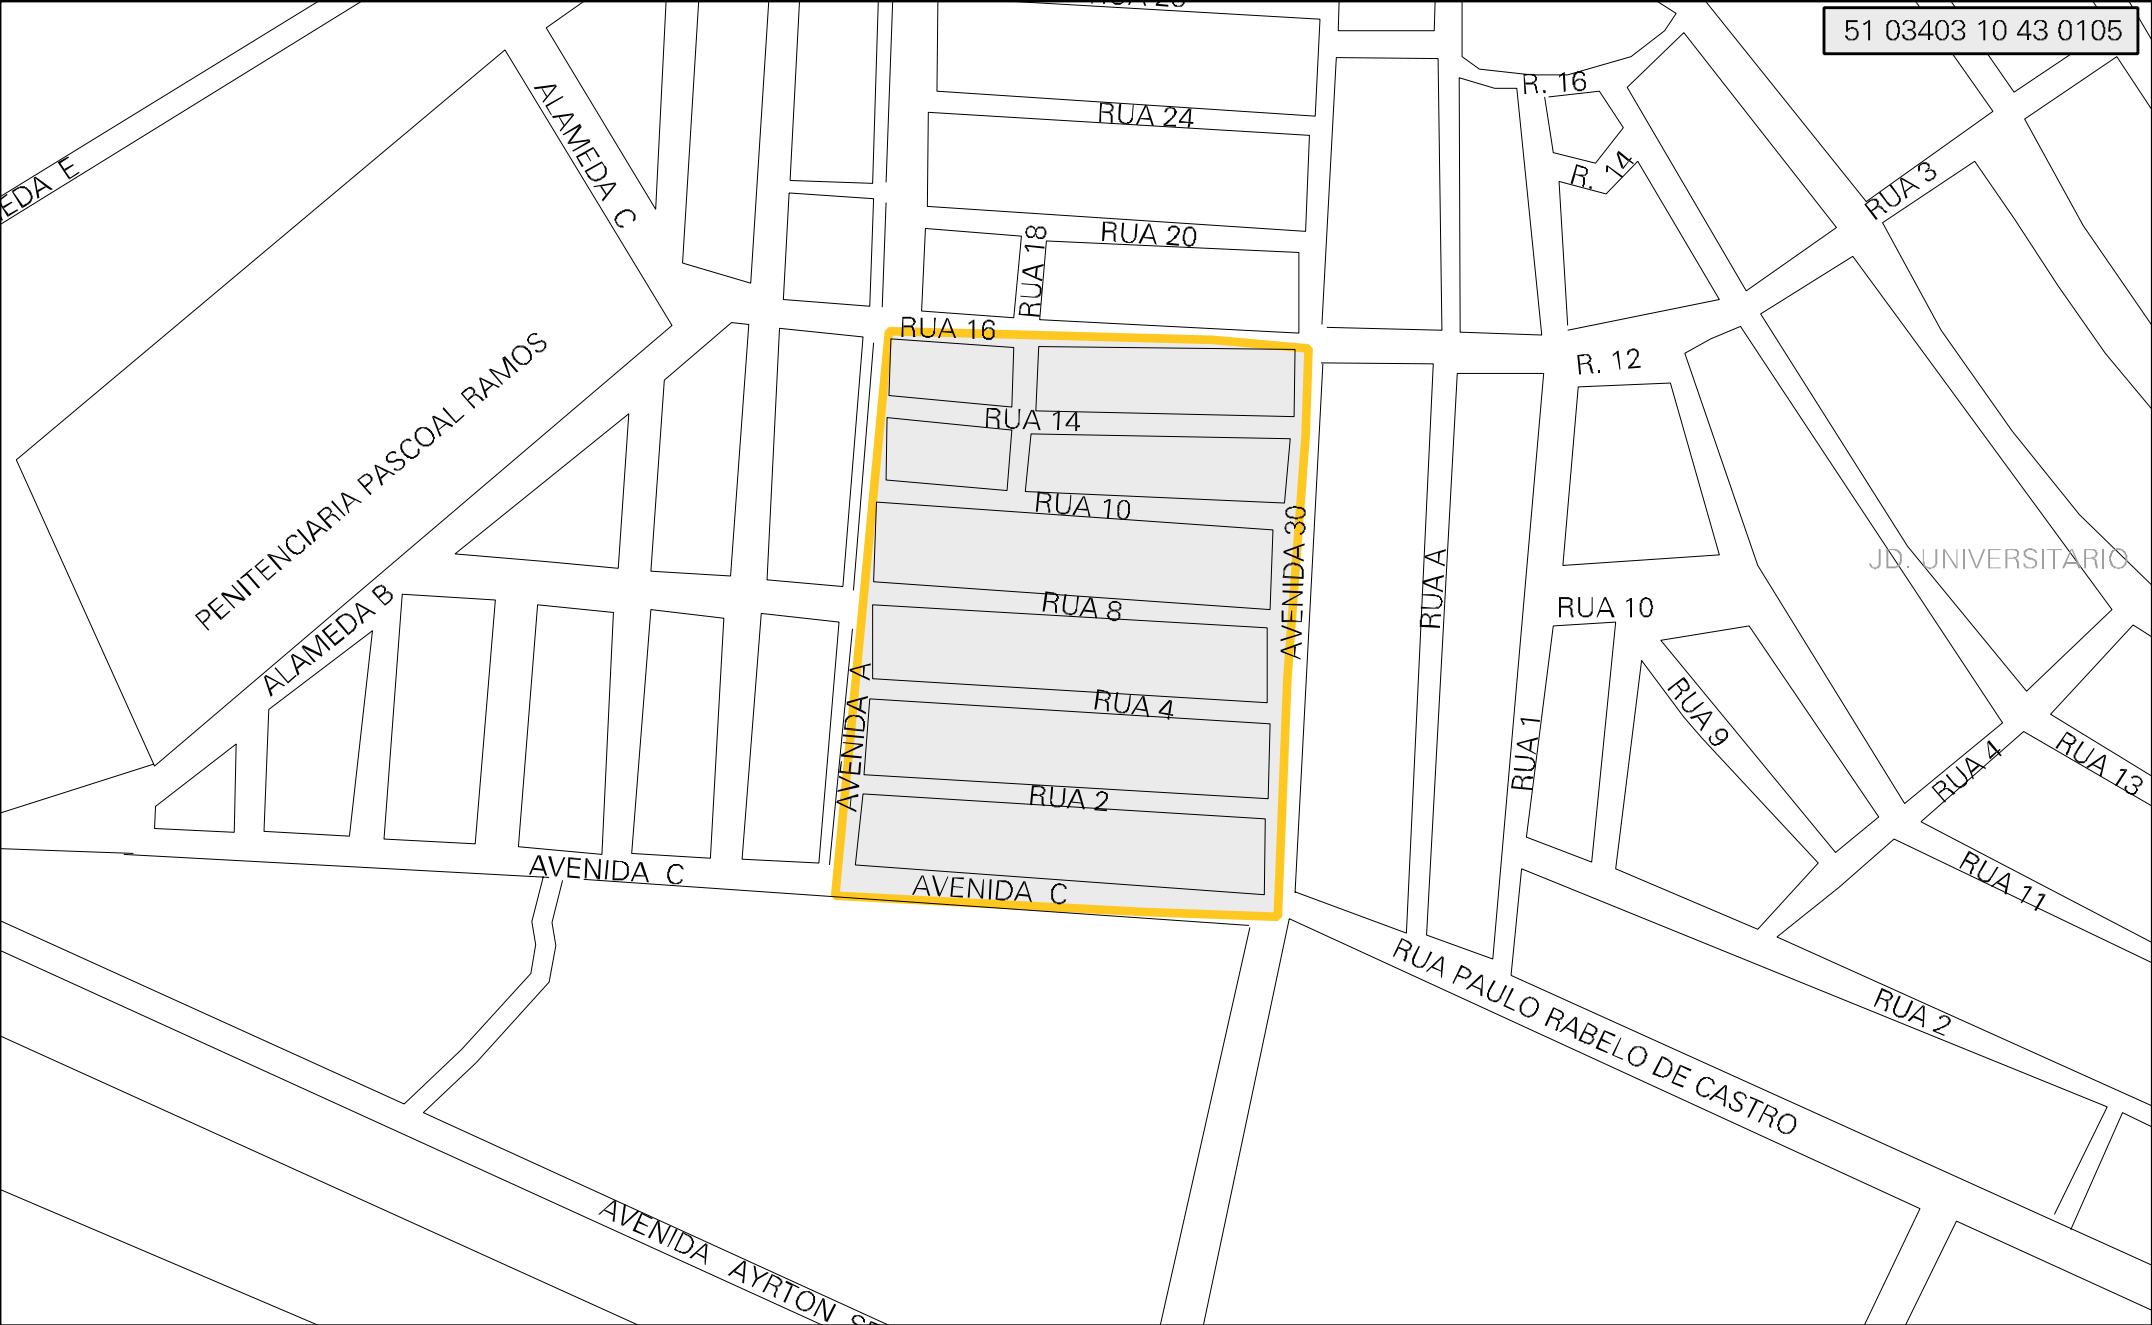 51 03403 10 43 0105
R. 16
RUA 24
ALAMEDA C
R. 14
EDA E
RUA 3
RUA 20
RUA 18
RUA 16
R. 12
PENITENCIARIA PASCOAL RAMOS
RUA 14
RUA 10
AVENIDA 30
JD. UNIVERSITARIO
RUA A
ALAMEDA B
RUA 8
RUA 10
AVENIDA A
RUA 4
RUA 9
RUA 1
RUA 4
RUA 13
RUA 2
AVENIDA C
AVENIDA C
RUA 11
RUA PAULO RABELO DE CASTRO
RUA 2
AVENIDA AYRTON